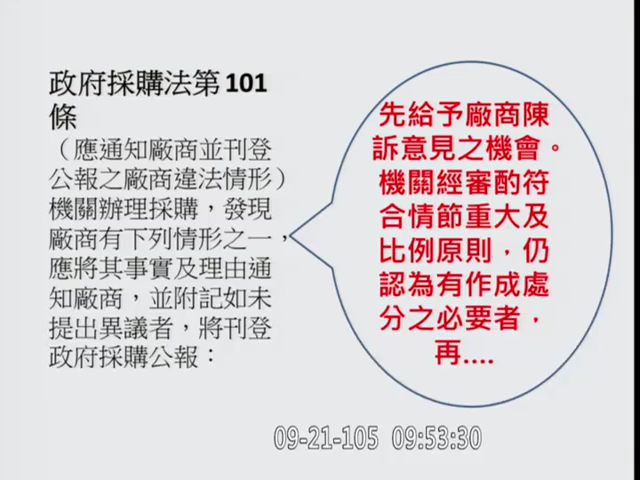 政府採購法第 101
條
（應通知廠商並刊登
公報之廠商違法情形）
機關辦理採購，發現
廠商有下列情形之一，
應將其事實及理由通
知廠商，並附記如未
提出異議者，將刊登
政府採購公報：
先給予廠商陳
訴意見之機會。
機關經審酌符
合情節重大及
比例原則，仍
認為有作成處
分之必要者，
再....
09-21-105 09:53:30